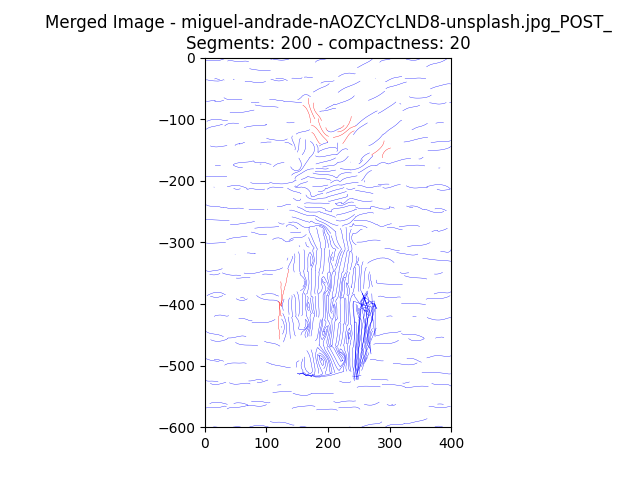 Merged Image - miguel-andrade-nAOZCYcLND8-unsplash.jpg_POST_
Segments: 200 - compactness: 20
0
−100
−200
−300
−400
−500
−600
0 100 200 300 400